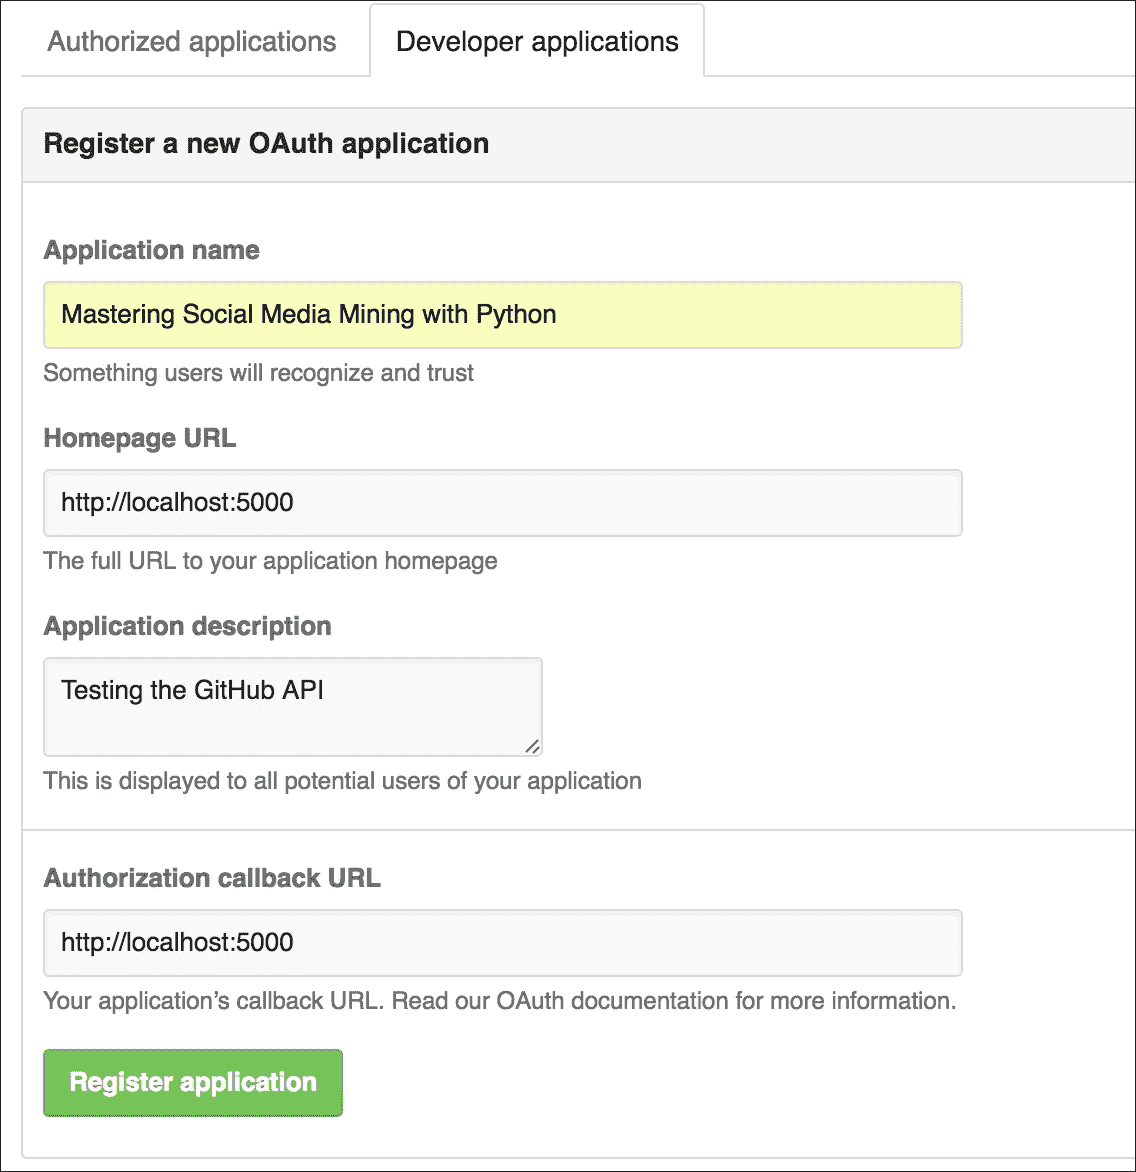 Authorized applications
Developer applications
Register a new OAuth application
Application name
Mastering Social Media Mining with Python
Something users will recognize and trust
Homepage URL
http://localhost:5000
The full URL to your application homepage
Application description
Testing the GitHub API
This is displayed to all potential users of your application
Authorization callback URL
http://localhost:5000
Your application’s callback URL. Read our OAuth documentation for more information.
Register application